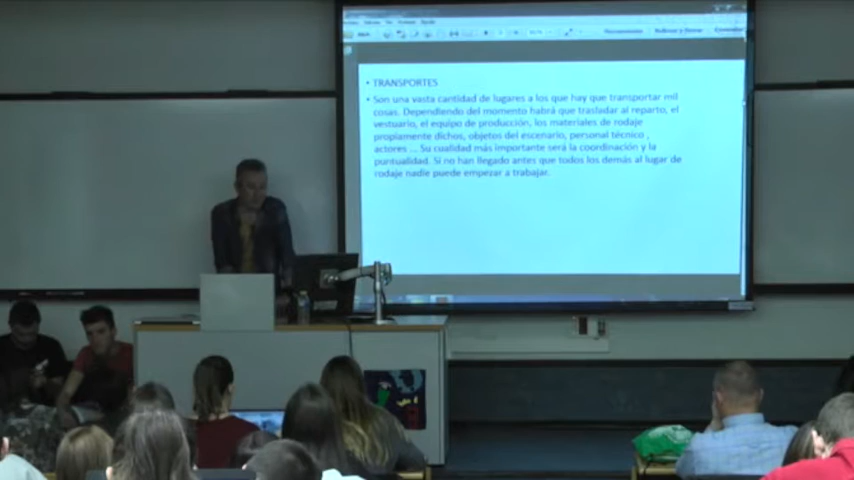 • TRANSPORTES
• Son una vasta cantidad de lugares a los que hay que transportar mil
cosas. Dependiendo del momento habrá que trasladar al reparto, el
vestuario, el equipo de producción, los materiales de rodaje
propiamente dichos, objetos del escenario, personal técnico ,
actores ... Su cualidad más importante será la coordinación y la
puntualidad. Si no han llegado antes que todos los demás al lugar de
rodaje nadie puede empezar a trabajar.